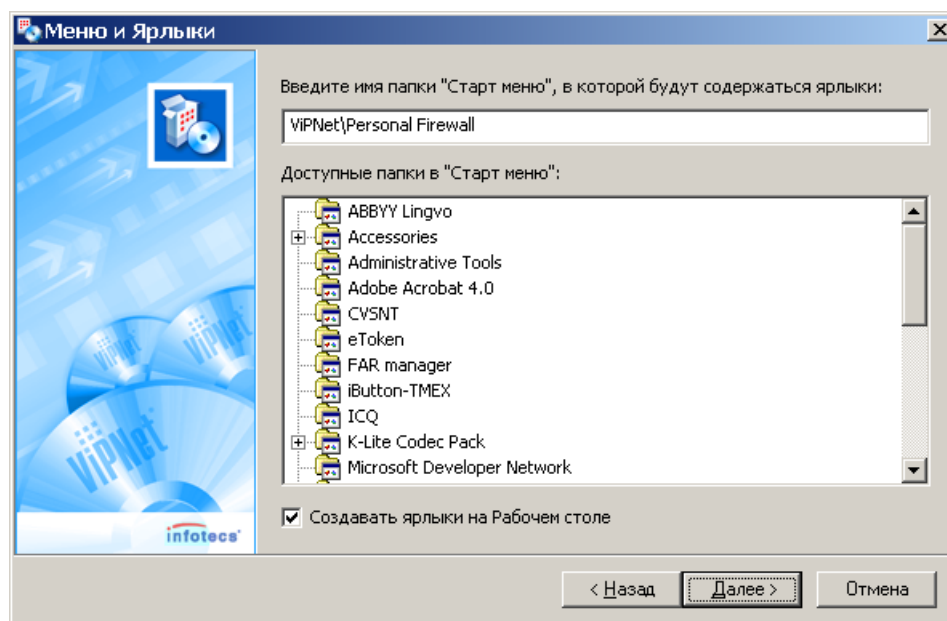 Меню и Ярлыки
Введите имя папки "Старт меню", в которой будут содержаться ярлыки:
ViPNet\Personal Firewall
Доступные папки в "Старт меню":
ABBYY Lingvo
Accessories
Administrative Tools
Adobe Acrobat 4.0
CVSNT
eToken
FAR manager
iButton-TMEX
ICQ
K-Lite Codec Pack
Microsoft Developer Network
ViPNet
ViPNet
ViPNet
Создавать ярлыки на Рабочем столе
infotecs
< Назад
Далее >
Отмена